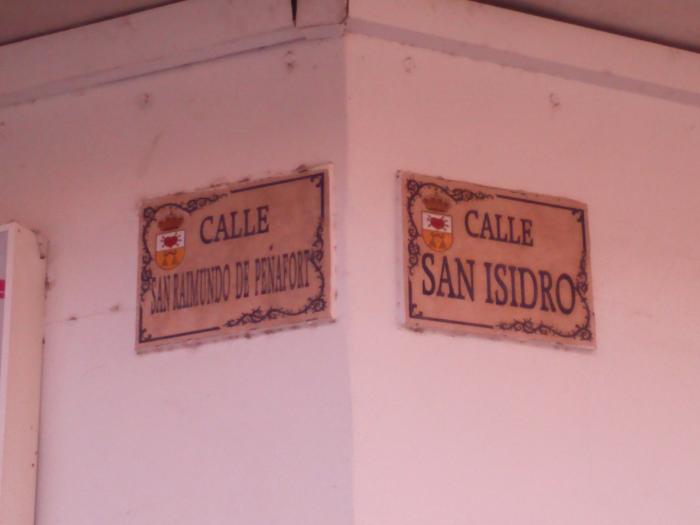 CALLE
SAN RAIMUNDO DE PEÑAFORT
CALLE
SAN ISIDRO